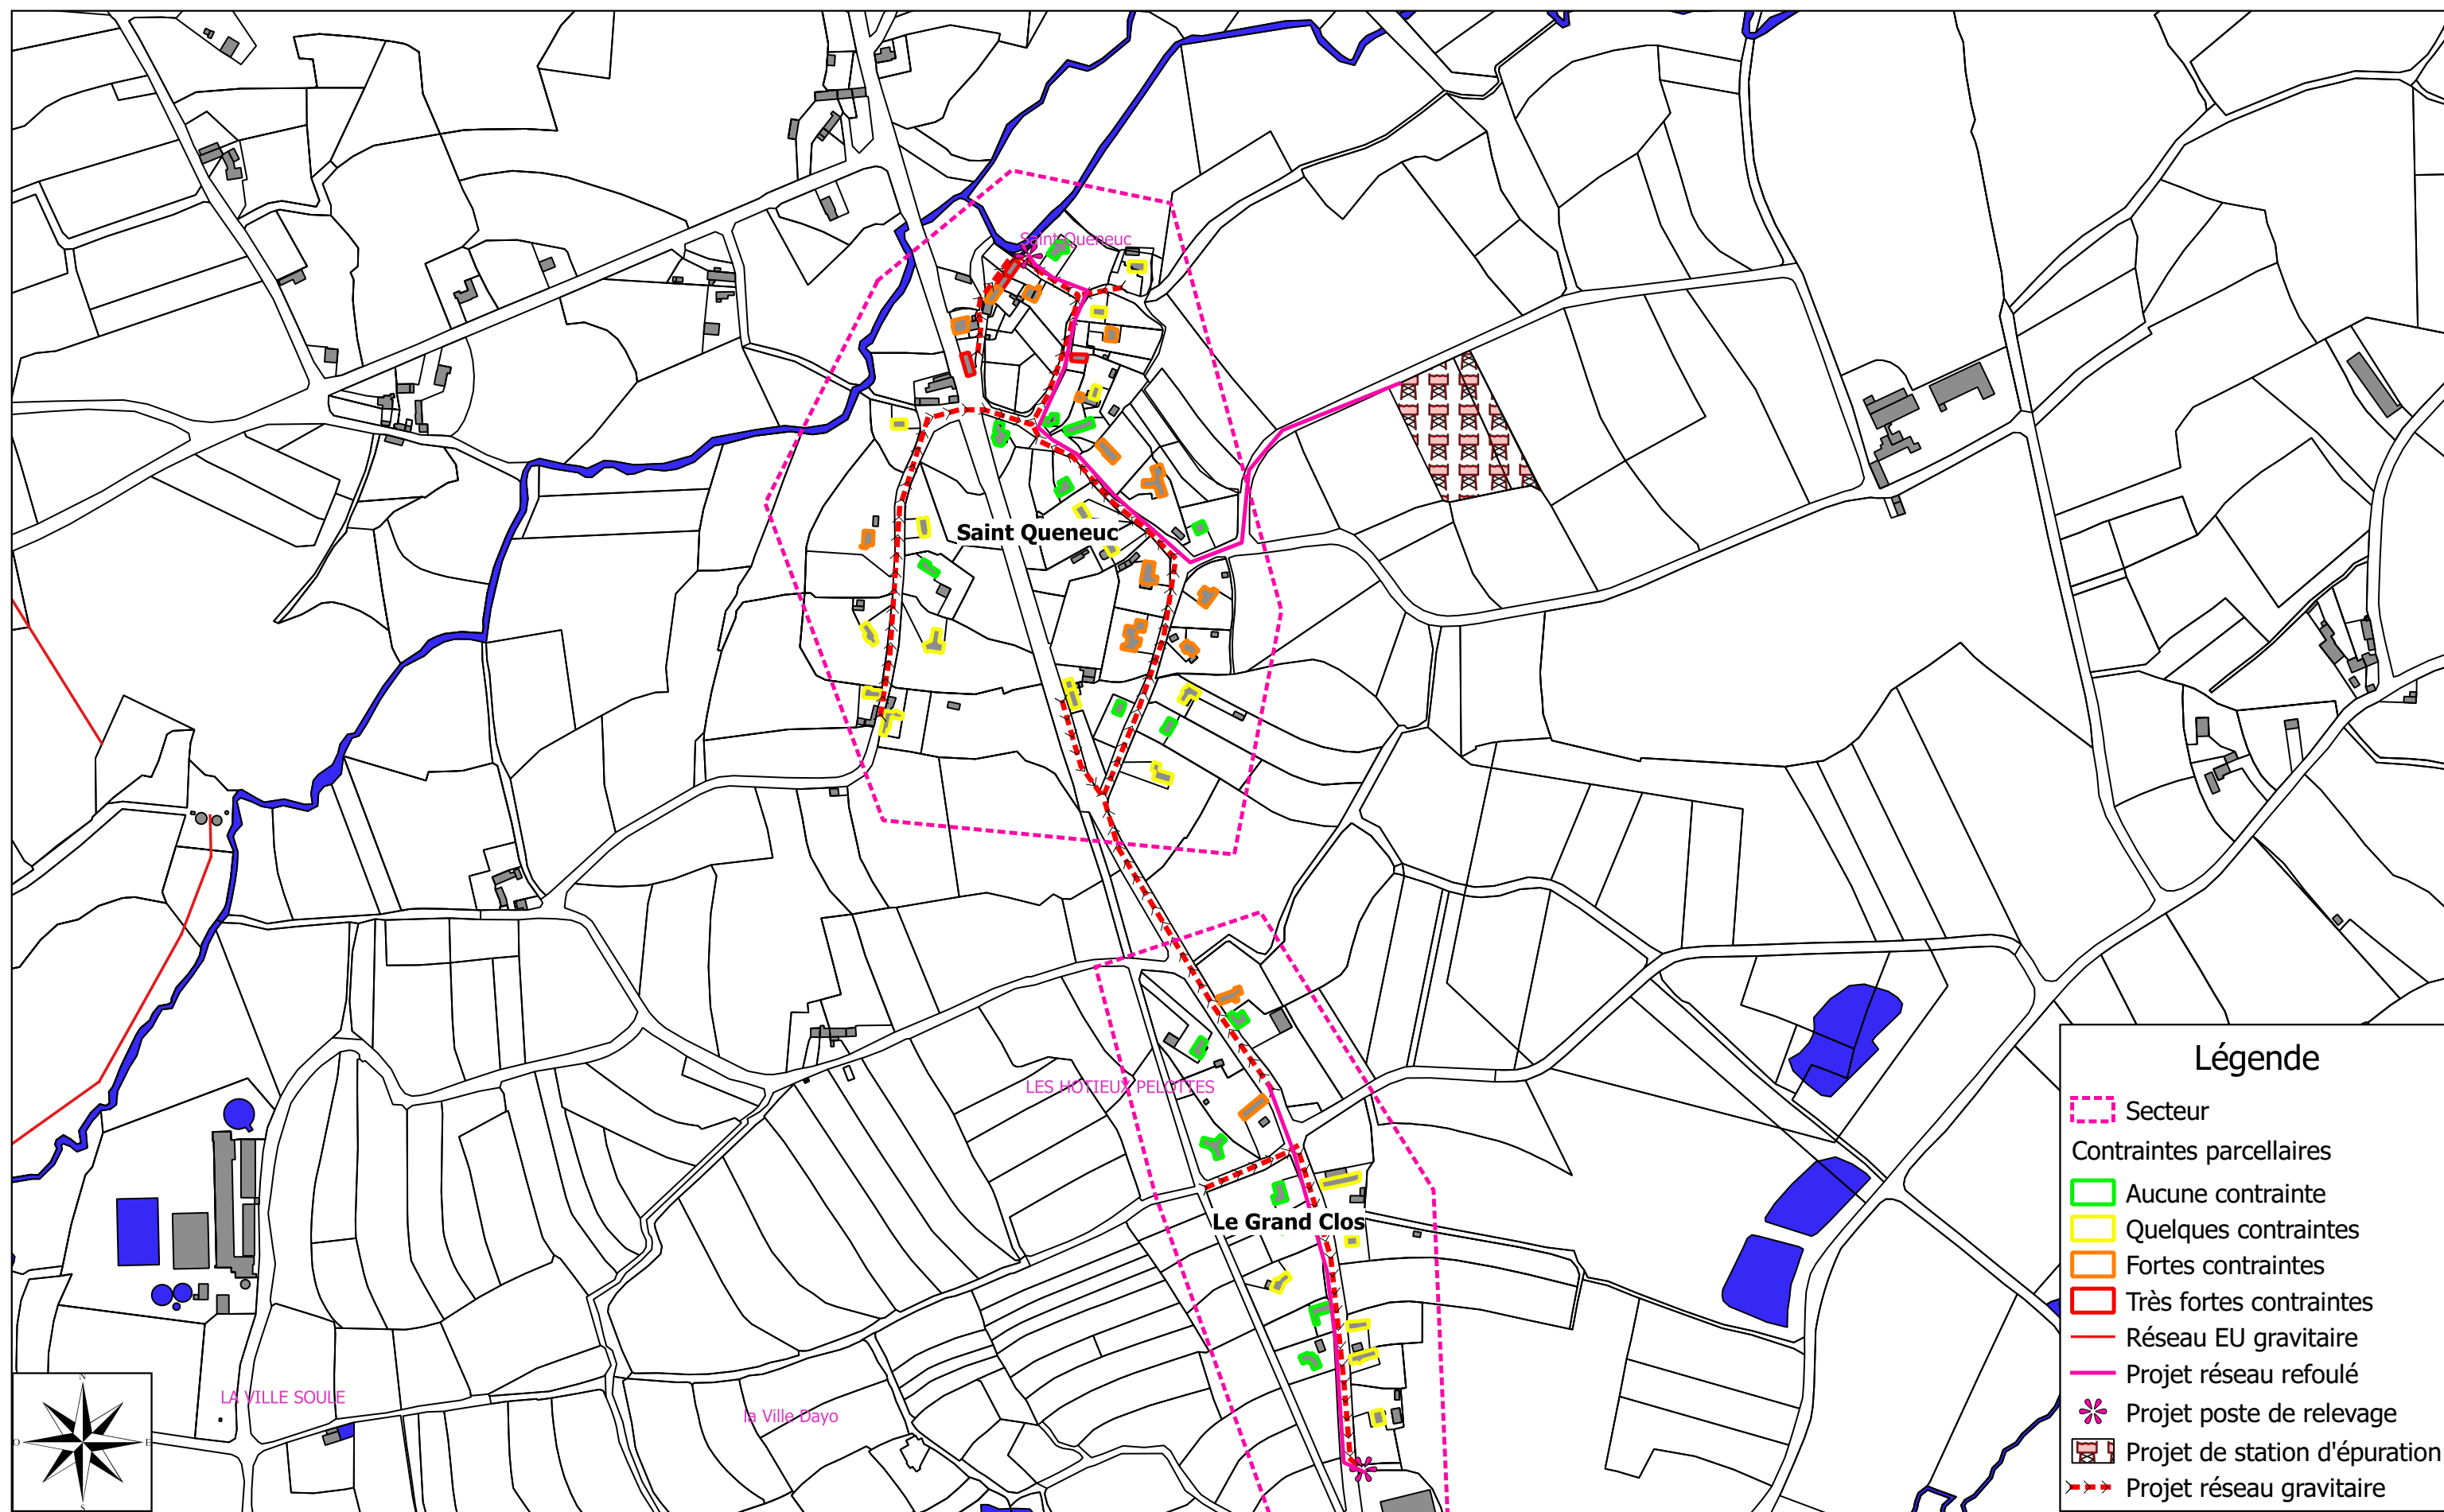 Saint Queneuc
Saint Queneuc
LES HOTIEUX PELOTTES
Le Grand Clos
LA VILLE SOULE
la Ville Dayo
N
O
E
S
Légende
Secteur
Contraintes parcellaires
Aucune contrainte
Quelques contraintes
Fortes contraintes
Très fortes contraintes
Réseau EU gravitaire
Projet réseau refoulé
Projet poste de relevage
Projet de station d'épuration
Projet réseau gravitaire